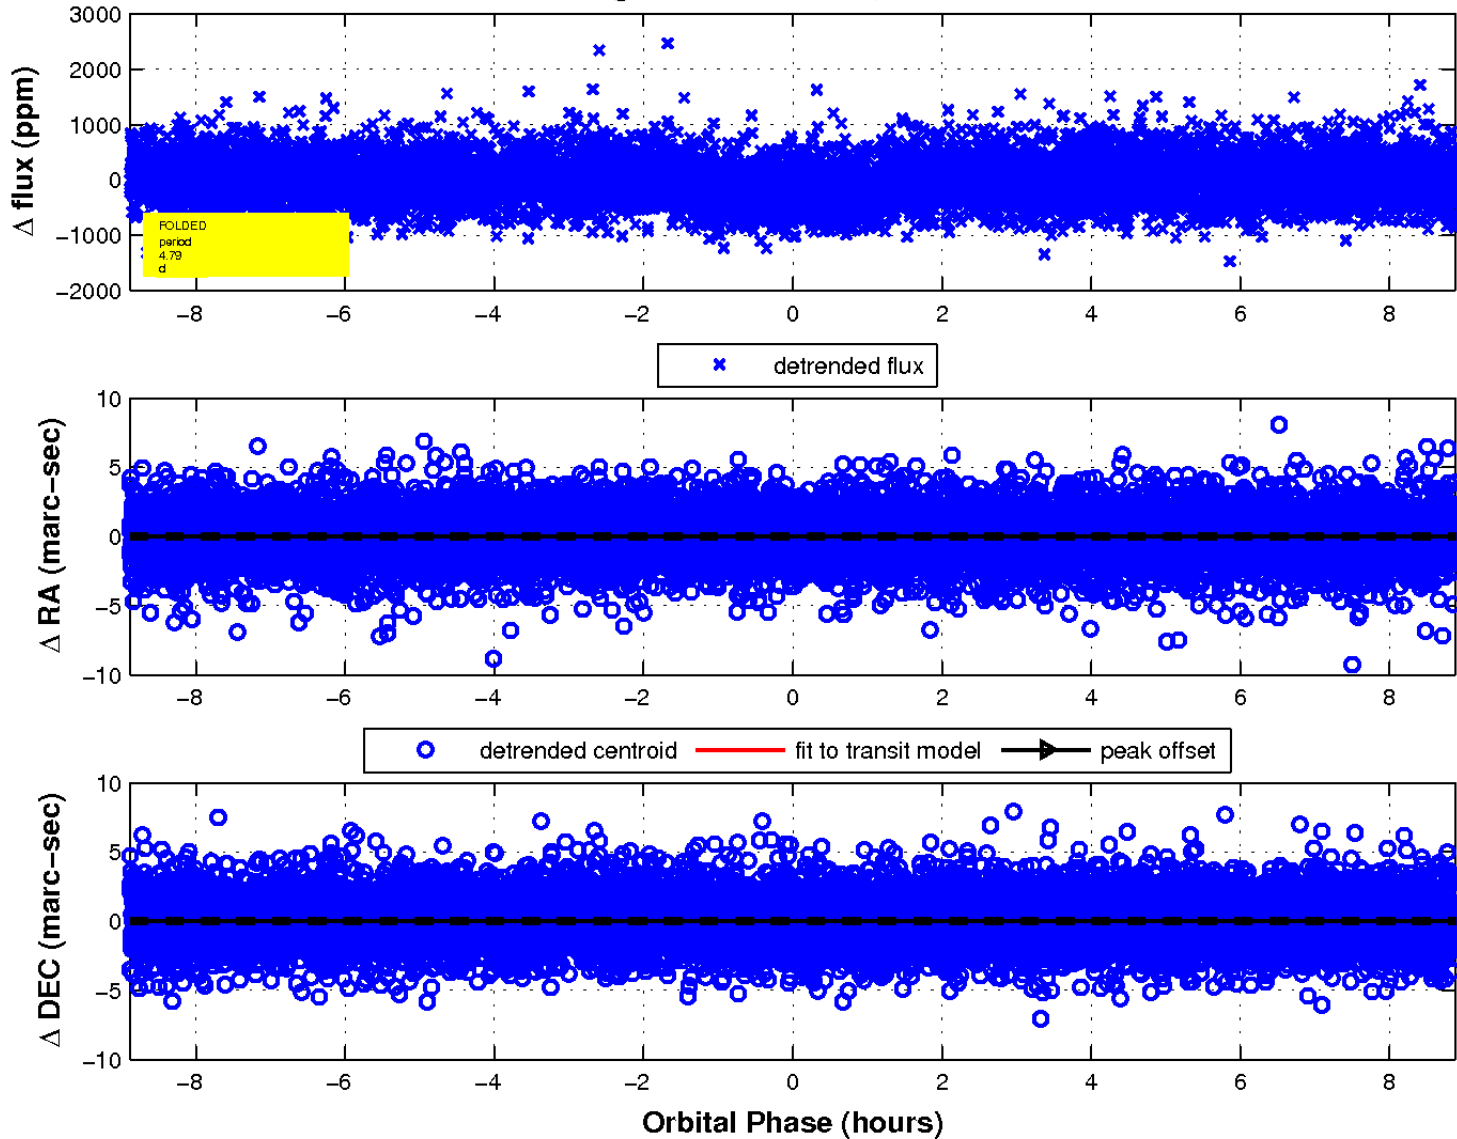 3000
2000
1000
0
−1000
−2000
Δ flux (ppm)
FOLDED
period
4.79
d
−8 −6 −4 −2 0 2 4 6 8
detrended flux
10
5
0
−5
−10
Δ RA (marc−sec)
−8 −6 −4 −2 0 2 4 6 8
detrended centroid fit to transit model peak offset
10
5
0
−5
−10
Δ DEC (marc−sec)
−8 −6 −4 −2 0 2 4 6 8
Orbital Phase (hours)